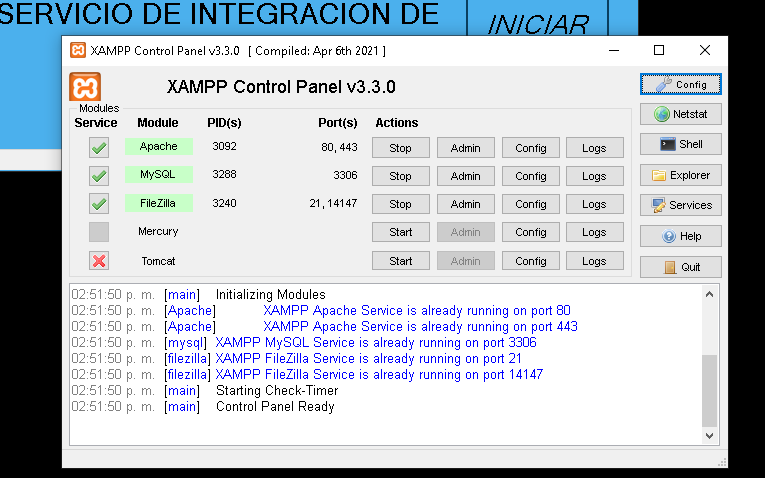 SERVICIO DE INTEGRACION DE
INICIAR
XAMPP Control Panel v3.3.0 [ Compiled: Apr 6th 2021 ]
XAMPP Control Panel v3.3.0
Config
Modules
Service Module PID(s) Port(s) Actions
Netstat
Apache 3092 80, 443 Stop Admin Config Logs
Shell
MySQL 3288 3306 Stop Admin Config Logs
Explorer
FileZilla 3240 21, 14147 Stop Admin Config Logs
Services
Mercury Start Admin Config Logs
Help
Tomcat Start Admin Config Logs
Quit
02:51:50 p. m. [main] Initializing Modules
02:51:50 p. m. [Apache] XAMPP Apache Service is already running on port 80
02:51:50 p. m. [Apache] XAMPP Apache Service is already running on port 443
02:51:50 p. m. [mysql] XAMPP MySQL Service is already running on port 3306
02:51:50 p. m. [filezilla] XAMPP FileZilla Service is already running on port 21
02:51:50 p. m. [filezilla] XAMPP FileZilla Service is already running on port 14147
02:51:50 p. m. [main] Starting Check-Timer
02:51:50 p. m. [main] Control Panel Ready